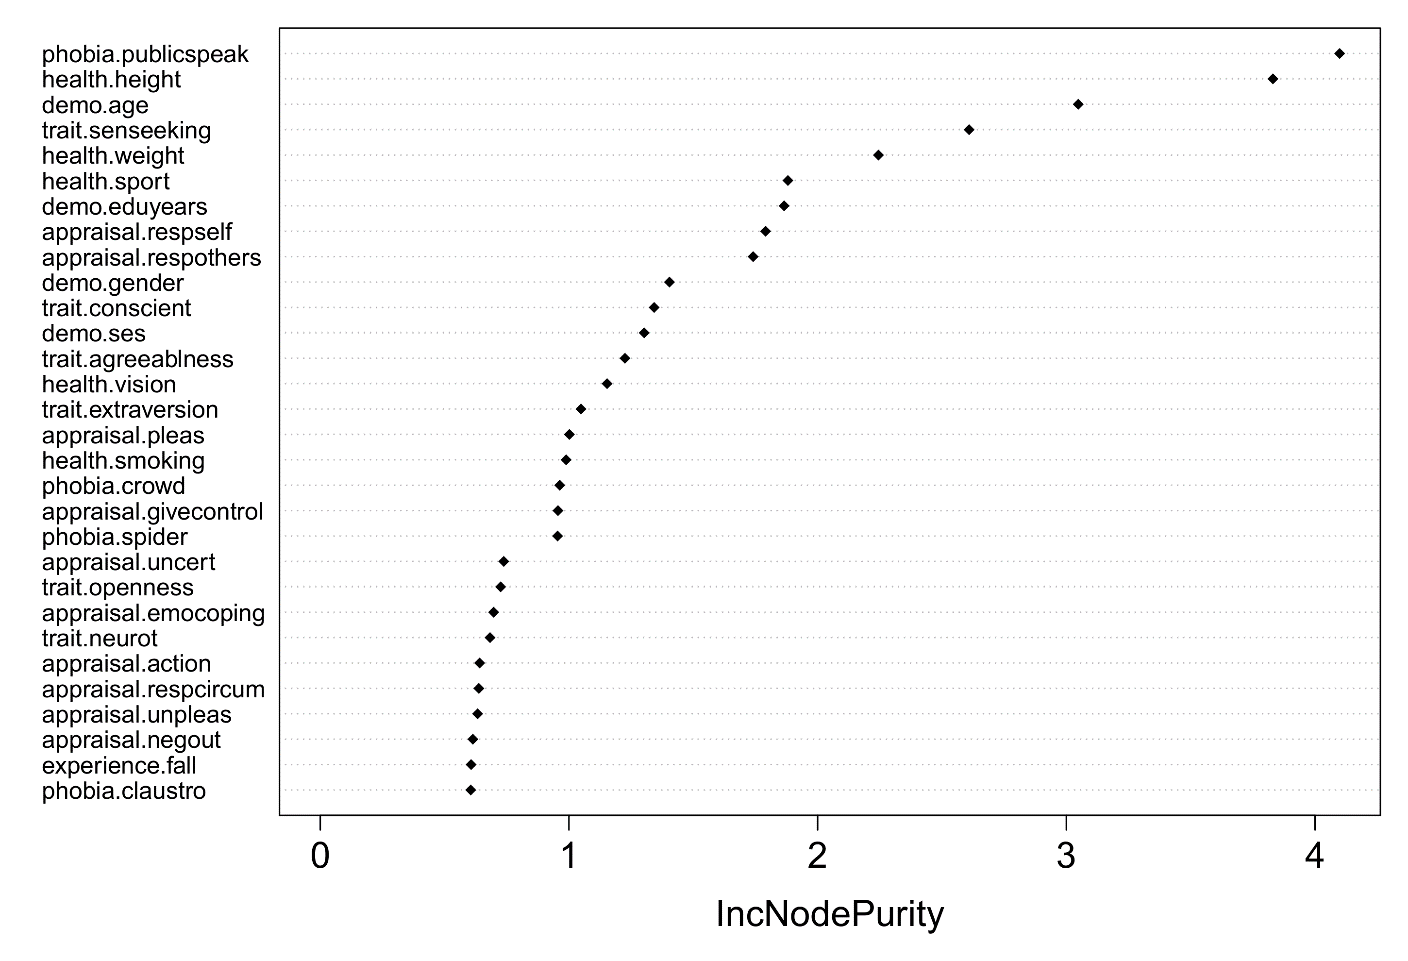 phobia.publicspeak
health.height
demo.age
trait.senseeking
health.weight
health.sport
demo.eduyears
appraisal.respself
appraisal.respothers
demo.gender
trait.conscient
demo.ses
trait.agreeablness
health.vision
trait.extraversion
appraisal.pleas
health.smoking
phobia.crowd
appraisal.givecontrol
phobia.spider
appraisal.uncert
trait.openness
appraisal.emocoping
trait.neurot
appraisal.action
appraisal.respcircum
appraisal.unpleas
appraisal.negout
experience.fall
phobia.claustro
0 1 2 3 4
IncNodePurity